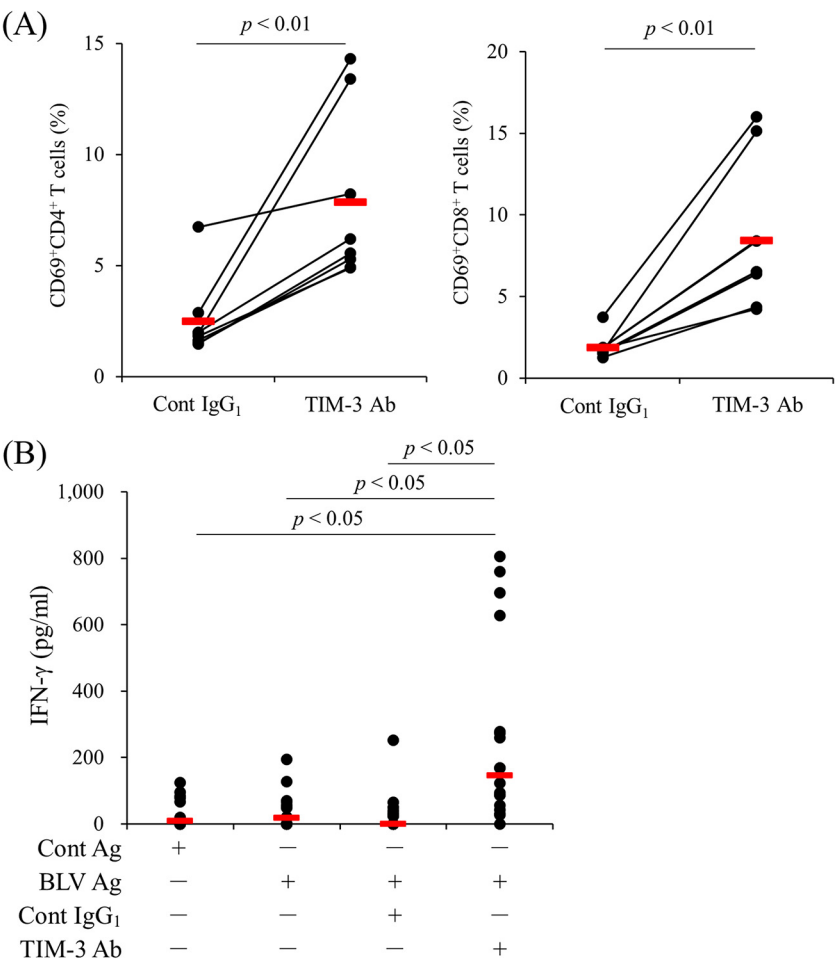 (A)
p < 0.01
15
10
5
0
CD69+CD4+ T cells (%)
Cont IgG1
TIM-3 Ab
p < 0.01
20
15
10
5
0
CD69+CD8+ T cells (%)
Cont IgG1
TIM-3 Ab
(B)
p < 0.05
p < 0.05
p < 0.05
1,000
800
600
400
200
0
IFN-γ (pg/ml)
Cont Ag + — — —
BLV Ag — + + +
Cont IgG1 — — + —
TIM-3 Ab — — — +